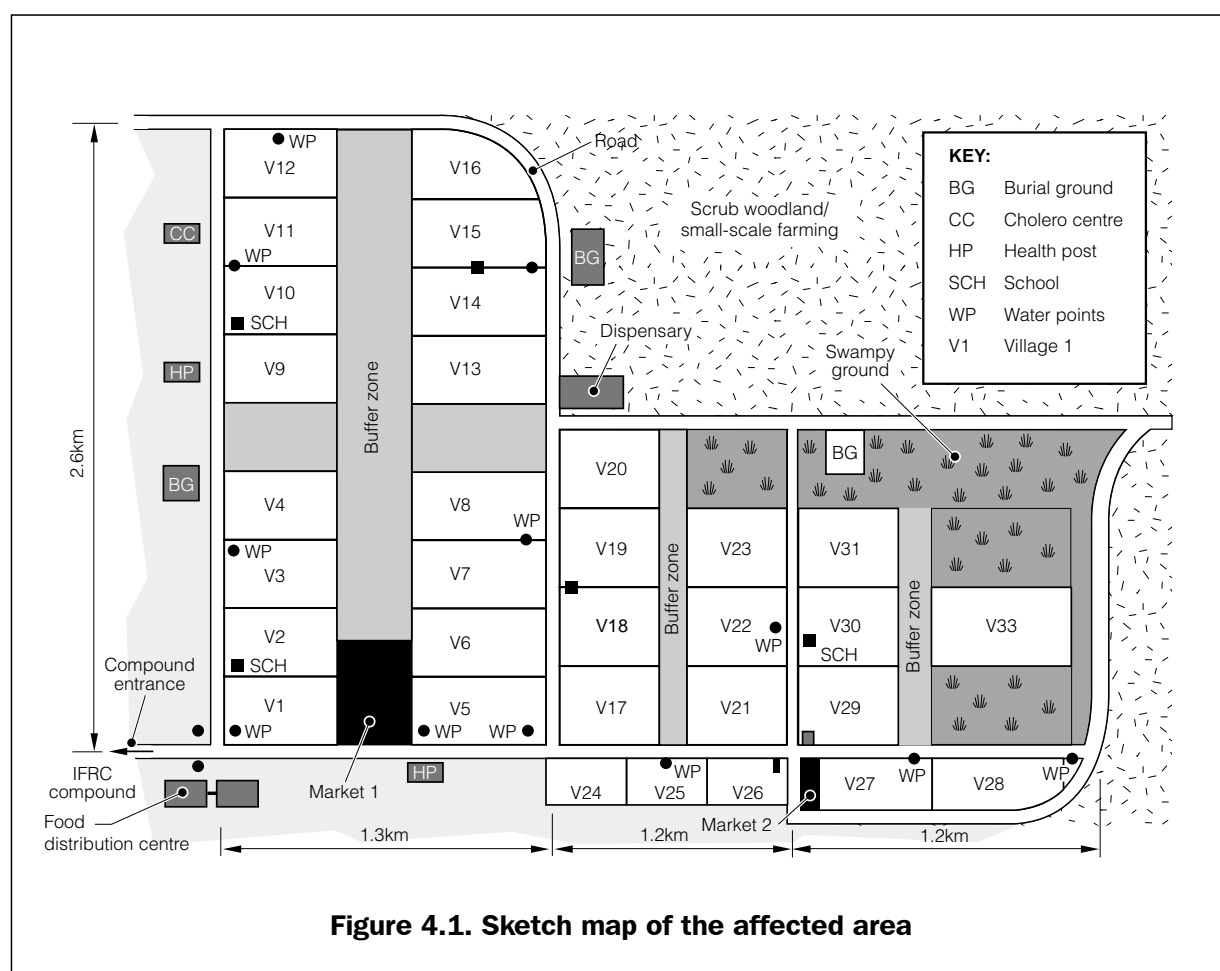 WP
V12
V16
Road
KEY:
BG Burial ground
CC Cholero centre
HP Health post
SCH School
WP Water points
V1 Village 1
Scrub woodland/
small-scale farming
CC
V11
V15
BG
WP
V10
SCH
V14
Dispensary
Swampy
ground
HP
V9
V13
Buffer zone
2.6km
BG
V4
V8
WP
V20
BG
WP
V3
V7
V19
V23
V31
Buffer zone
V2
SCH
V6
V18
V22
WP
V30
SCH
Buffer zone
V33
Compound
entrance
V1
WP
V5
WP
WP
V17
V21
V29
IFRC
compound
Market 1
HP
V24
WP
V25
V26
V27
WP
V28
WP
Food
distribution centre
Market 2
1.3km
1.2km
1.2km
Figure 4.1. Sketch map of the affected area